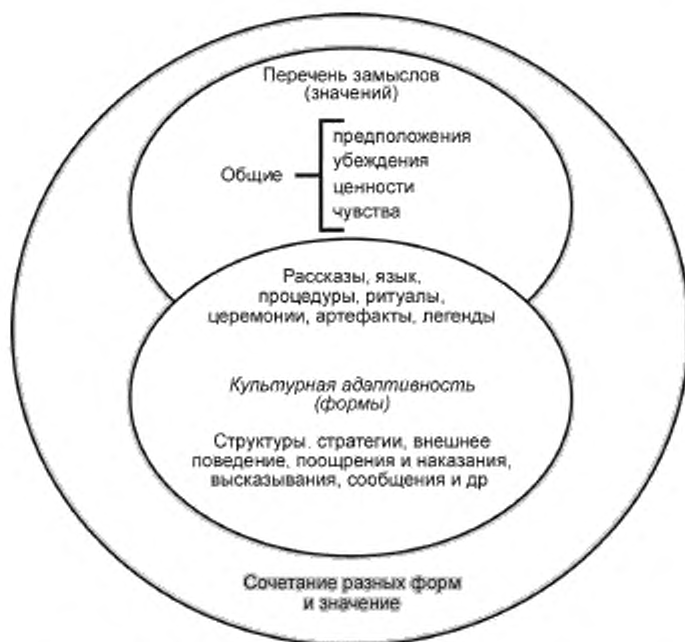 Перечень замыслов
(значений)
Общие
предположения
убеждения
ценности
чувства
Рассказы, язык,
процедуры, ритуалы,
церемонии, артефакты, легенды
Культурная адаптивность
(формы)
Структуры. стратегии, внешнее
поведение, поощрения и наказания,
высказывания, сообщения и др
Сочетание разных форм
и значение